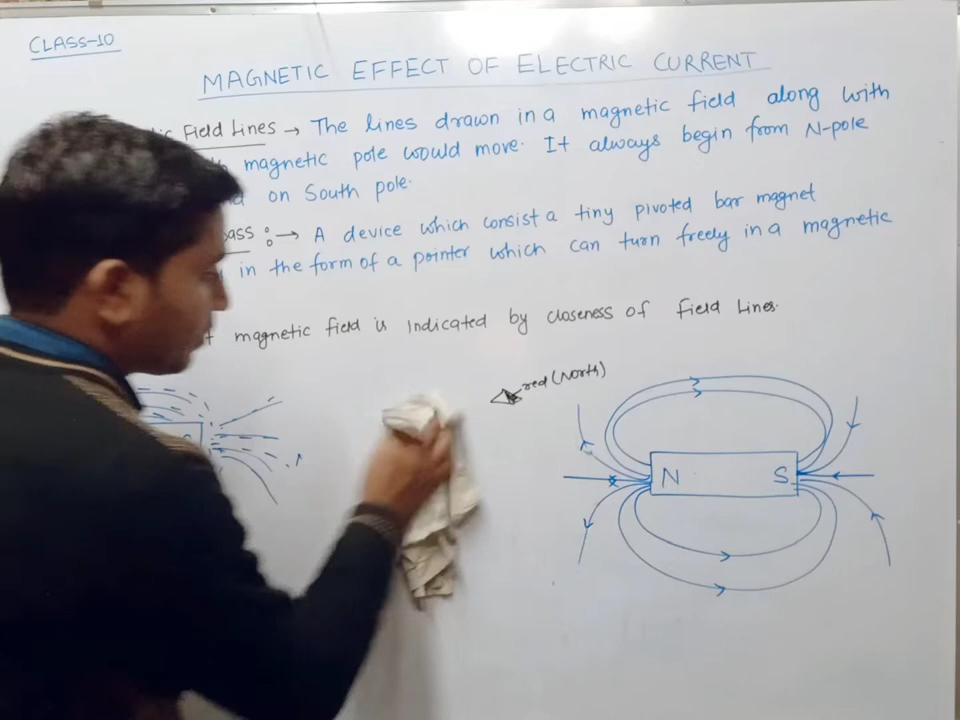 CLASS-10
MAGNETIC EFFECT OF ELECTRIC CURRENT
Field Lines → The lines drawn in a magnetic field along with
magnetic pole would move. It always begin from N-pole
on South pole.
: → A device which consist a tiny pivoted bar magnet
in the form of a pointer which can turn freely in a magnetic
magnetic field is indicated by closeness of field Lines.
red (North)
N S